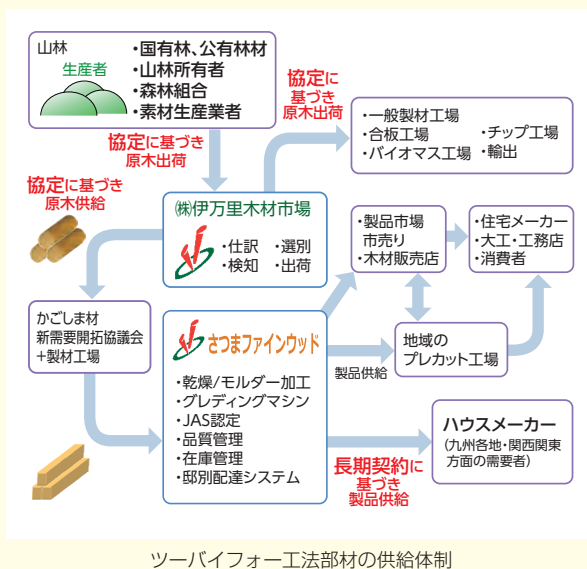 山林
生産者
・国有林、公有林材
・山林所有者
・森林組合
・素材生産業者
協定に基づき
原木出荷
協定に
基づき
原木出荷
・一般製材工場
・合板工場
・チップ工場
・バイオマス工場
・輸出
協定に基づき
原木供給
㈱伊万里木材市場
・仕訳 ・選別
・検知 ・出荷
・製品市場
市売り
・木材販売店
・住宅メーカー
・大工・工務店
・消費者
かごしま材
新需要開拓協議会
+製材工場
さつまファインウッド
・乾燥/モルダー加工
・グレディングマシン
・JAS認定
・品質管理
・在庫管理
・邸別配達システム
製品供給
地域の
プレカット工場
長期契約に
基づき
製品供給
ハウスメーカー
(九州各地・関西関東
方面の需要者)
ツーバイフォー工法部材の供給体制